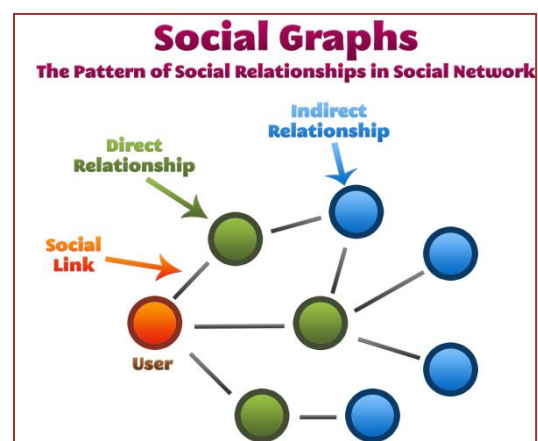 Social Graphs
The Pattern of Social Relationships in Social Network
Indirect
Relationship
Direct
Relationship
Social
Link
User